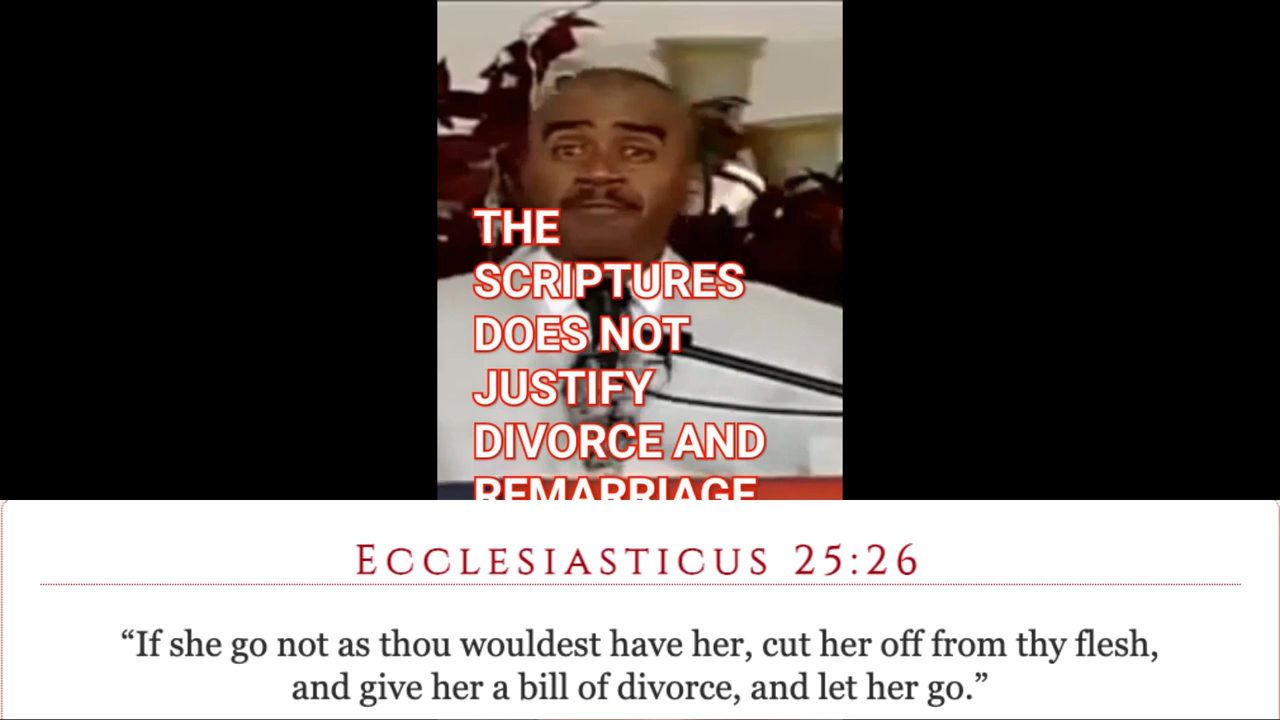 THE
SCRIPTURES
DOES NOT
JUSTIFY
DIVORCE AND
REMARRIAGE
Ecclesiasticus 25:26
“If she go not as thou wouldest have her, cut her off from thy flesh,
and give her a bill of divorce, and let her go.”